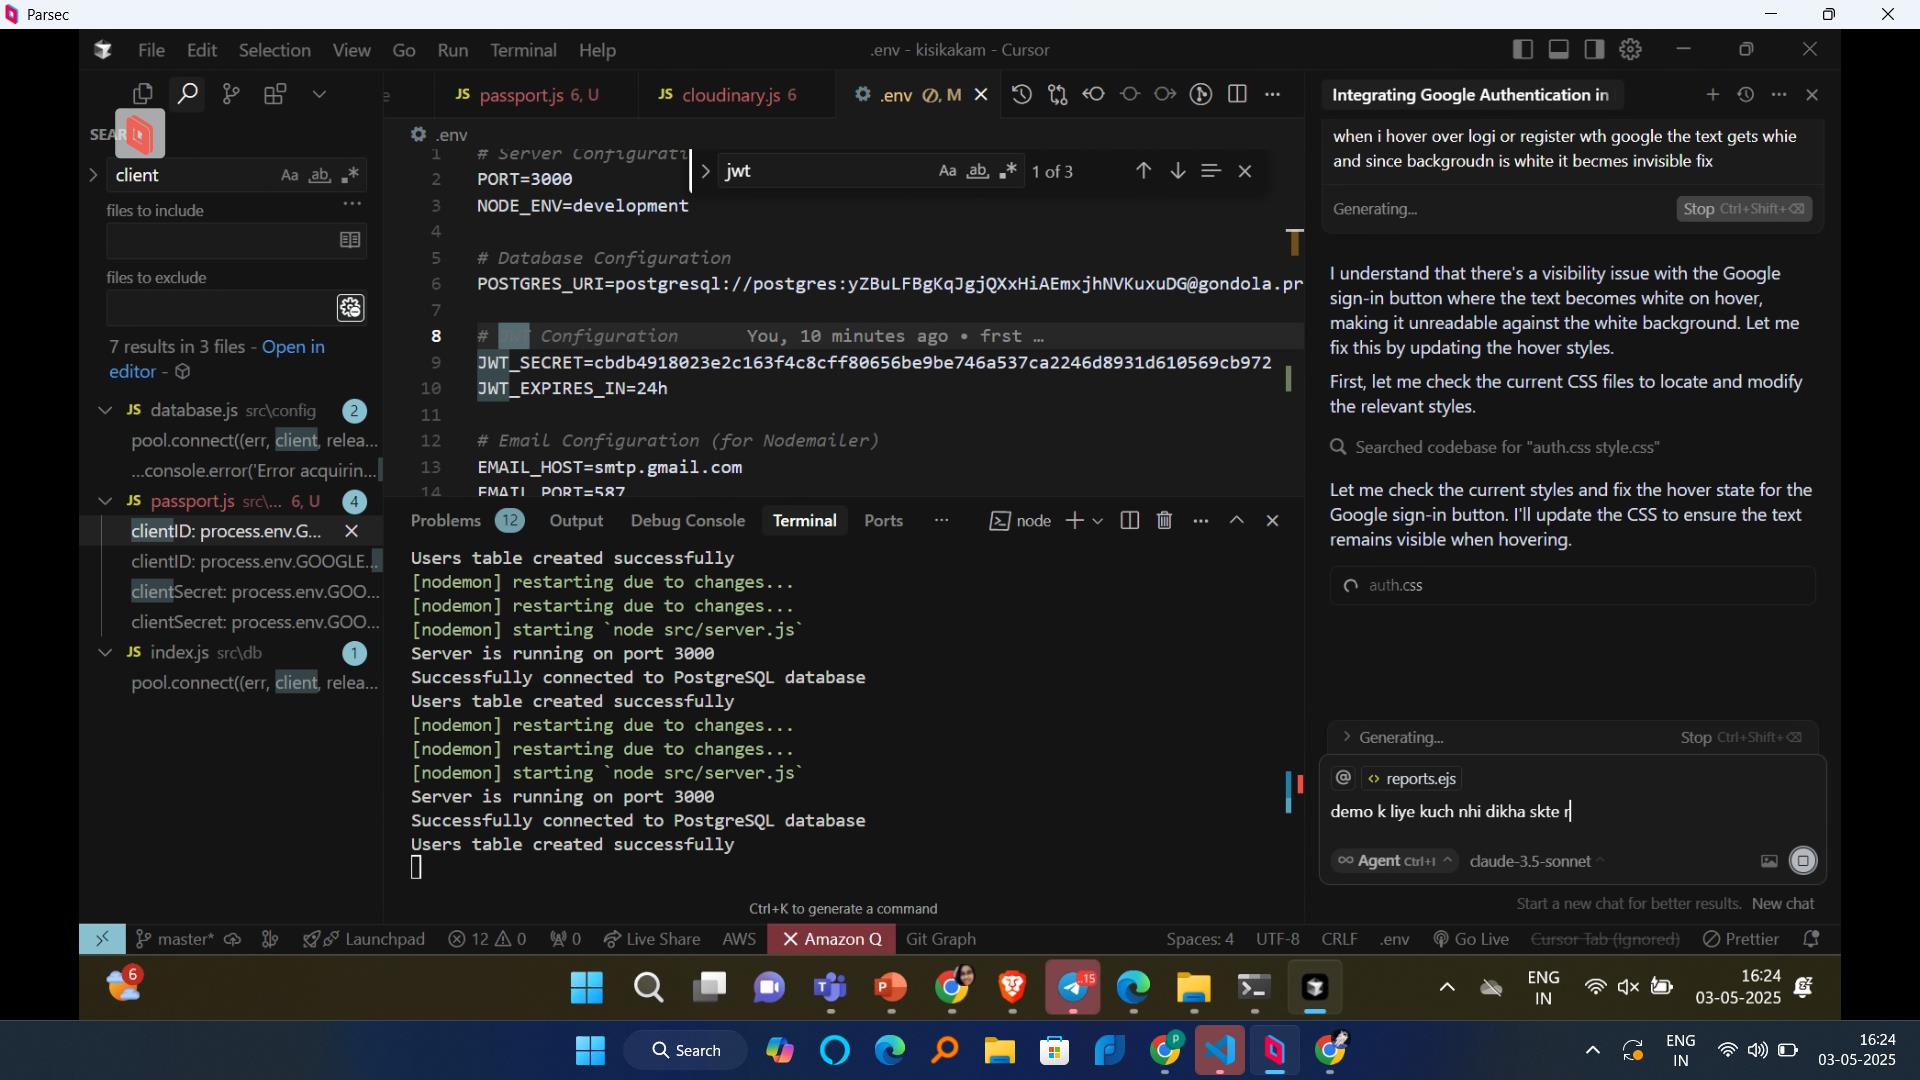 Parsec
File Edit Selection View Go Run Terminal Help
.env - kisikakam - Cursor
JS passport.js 6, U
JS cloudinary.js 6
.env M
Integrating Google Authentication in
SEAR
client
Aa ab
files to include
files to exclude
7 results in 3 files - Open in
editor -
JS database.js src\config 2
pool.connect((err, client, relea...
...console.error('Error acquirin...
JS passport.js src\... 6, U 4
clientID: process.env.G...
clientID: process.env.GOOGLE...
clientSecret: process.env.GOO...
clientSecret: process.env.GOO...
JS index.js src\db 1
pool.connect((err, client, relea...
.env
jwt
Aa ab
1 of 3
1 # Server Configurati
2 PORT=3000
3 NODE_ENV=development
4
5 # Database Configuration
6 POSTGRES_URI=postgresql://postgres:yZBuLFBgKqJgjQXxHiAEmxjhNVKuxuDG@gondola.pr
7
8 # JWT Configuration You, 10 minutes ago • frst …
9 JWT_SECRET=cbdb4918023e2c163f4c8cff80656be9be746a537ca2246d8931d610569cb972
10 JWT_EXPIRES_IN=24h
11
12 # Email Configuration (for Nodemailer)
13 EMAIL_HOST=smtp.gmail.com
14 EMAIL_PORT=587
Problems 12 Output Debug Console Terminal Ports
node
Users table created successfully
[nodemon] restarting due to changes...
[nodemon] restarting due to changes...
[nodemon] starting `node src/server.js`
Server is running on port 3000
Successfully connected to PostgreSQL database
Users table created successfully
[nodemon] restarting due to changes...
[nodemon] restarting due to changes...
[nodemon] starting `node src/server.js`
Server is running on port 3000
Successfully connected to PostgreSQL database
Users table created successfully
Ctrl+K to generate a command
when i hover over logi or register wth google the text gets whie
and since backgroudn is white it becmes invisible fix
Generating...
Stop Ctrl+Shift+⌫
I understand that there's a visibility issue with the Google
sign-in button where the text becomes white on hover,
making it unreadable against the white background. Let me
fix this by updating the hover styles.
First, let me check the current CSS files to locate and modify
the relevant styles.
Searched codebase for "auth.css style.css"
Let me check the current styles and fix the hover state for the
Google sign-in button. I'll update the CSS to ensure the text
remains visible when hovering.
auth.css
Generating...
Stop Ctrl+Shift+⌫
@ reports.ejs
demo k liye kuch nhi dikha skte r
∞ Agent Ctrl+I claude-3.5-sonnet
Start a new chat for better results. New chat
master* Launchpad 12 0 0 Live Share AWS Amazon Q Git Graph
Spaces: 4 UTF-8 CRLF .env Go Live Cursor Tab (Ignored) Prettier
6
15
ENG
IN
16:24
03-05-2025
Search
P
ENG
IN
16:24
03-05-2025